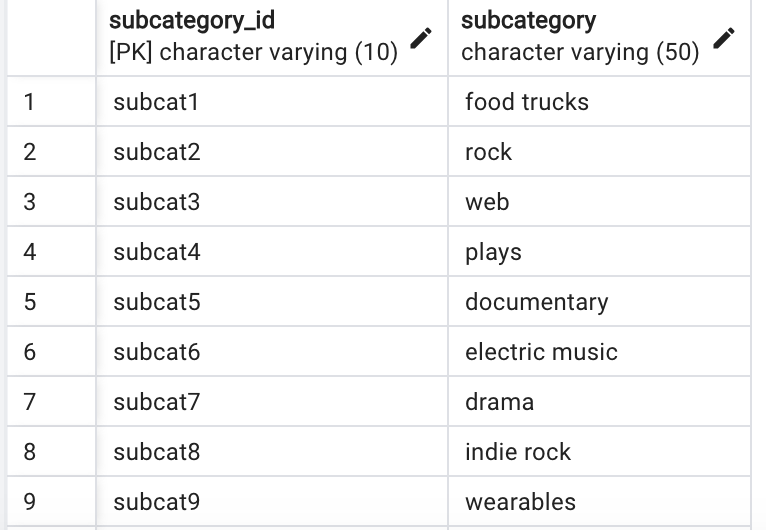 subcategory_id subcategory
[PK] character varying (10) character varying (50)
1 subcat1 food trucks
2 subcat2 rock
3 subcat3 web
4 subcat4 plays
5 subcat5 documentary
6 subcat6 electric music
7 subcat7 drama
8 subcat8 indie rock
9 subcat9 wearables